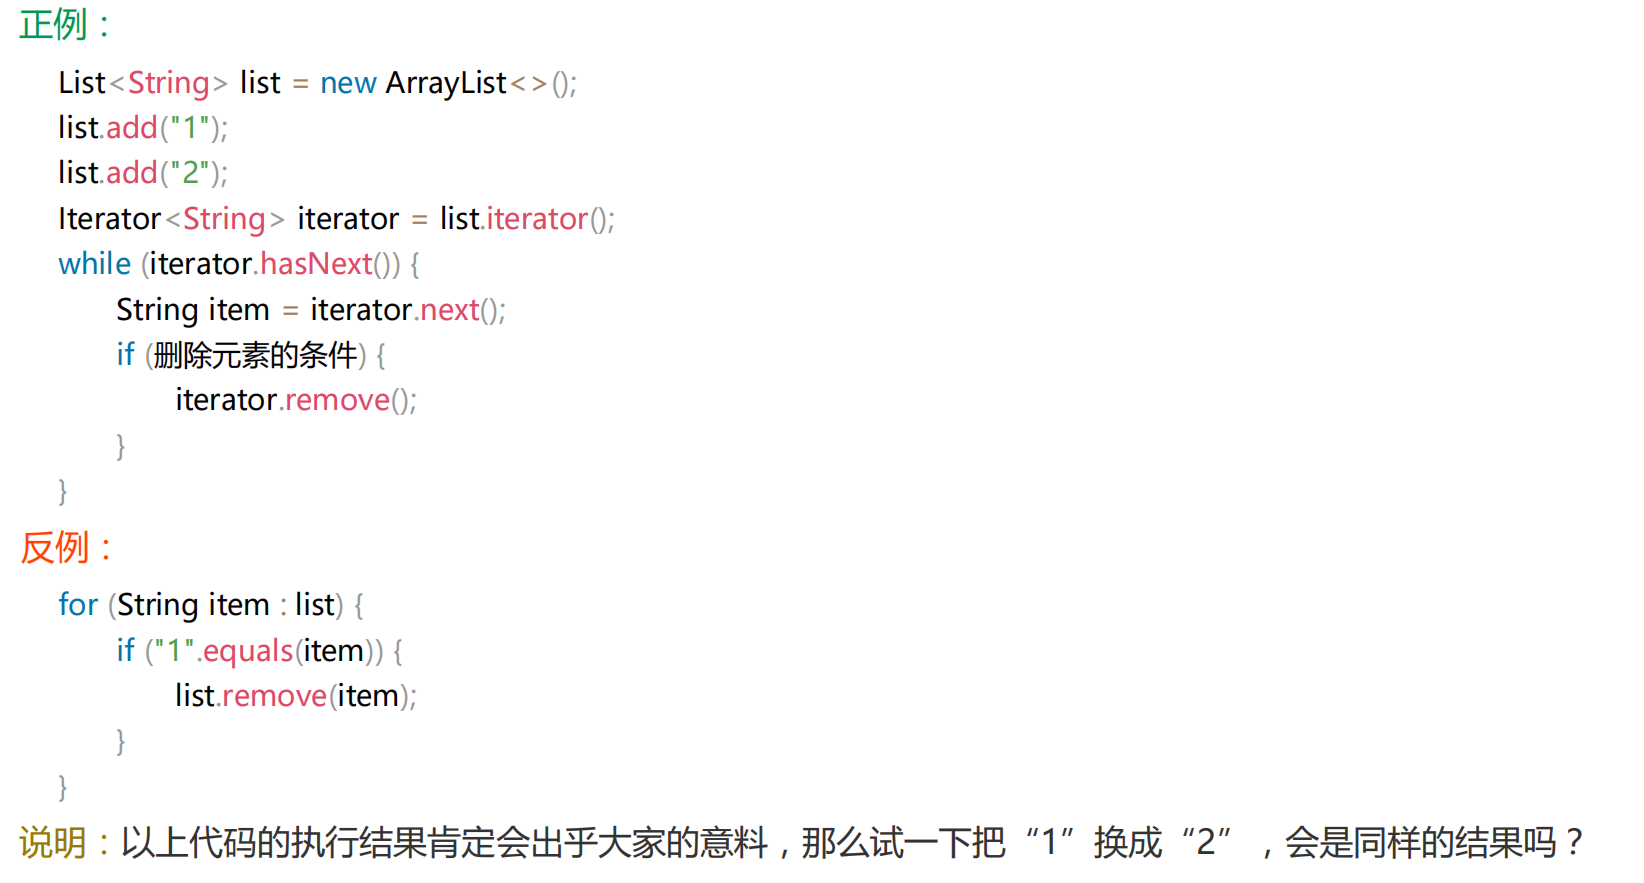 正例：
List<String> list = new ArrayList<>();
list.add("1");
list.add("2");
Iterator<String> iterator = list.iterator();
while (iterator.hasNext()) {
String item = iterator.next();
if (删除元素的条件) {
iterator.remove();
}
}
反例：
for (String item : list) {
if ("1".equals(item)) {
list.remove(item);
}
}
说明：以上代码的执行结果肯定会出乎大家的意料，那么试一下把“1”换成“2”，会是同样的结果吗？